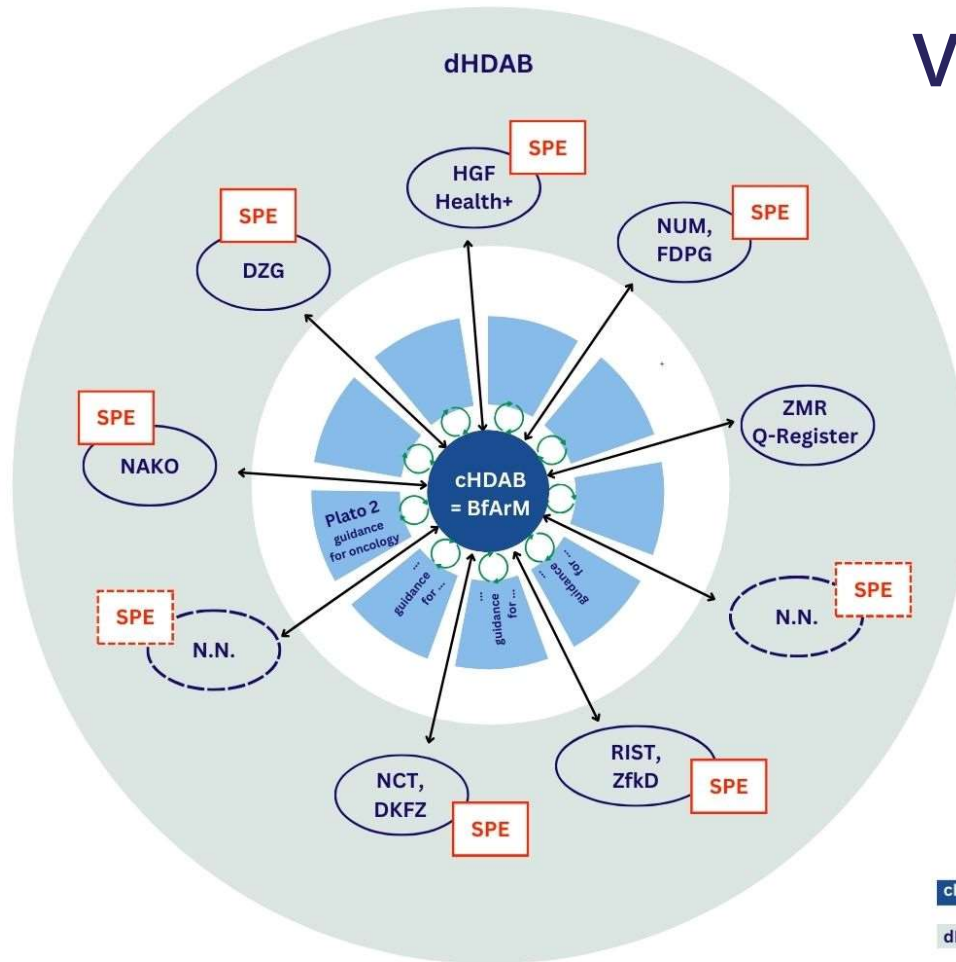 dHDAB
SPE
HGF
Health+
SPE
NUM,
FDPG
SPE
DZG
ZMR
Q-Register
SPE
NAKO
cHDAB
= BfArM
Plato 2
guidance
for oncology
...
guidance
for ...
...
guidance
for ...
...
guidance
for ...
SPE
N.N.
SPE
N.N.
NCT,
DKFZ
SPE
RIST,
ZfkD
SPE